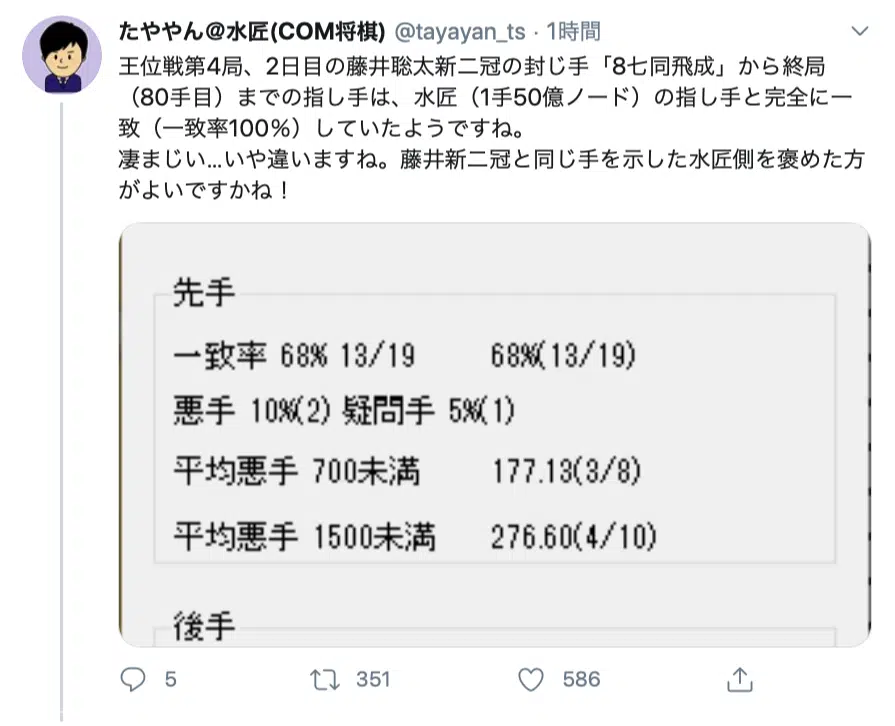 たややん@水匠(COM将棋) @tayayan_ts · 1時間
王位戦第4局、2日目の藤井聡太新二冠の封じ手「8七同飛成」から終局
（80手目）までの指し手は、水匠（1手50億ノード）の指し手と完全に一
致（一致率100％）していたようですね。
凄まじい...いや違いますね。藤井新二冠と同じ手を示した水匠側を褒めた方
がよいですかね！
先手
一致率 68% 13/19 68%(13/19)
悪手 10%(2) 疑問手 5%(1)
平均悪手 700未満 177.13(3/8)
平均悪手 1500未満 276.60(4/10)
後手
5 351 586